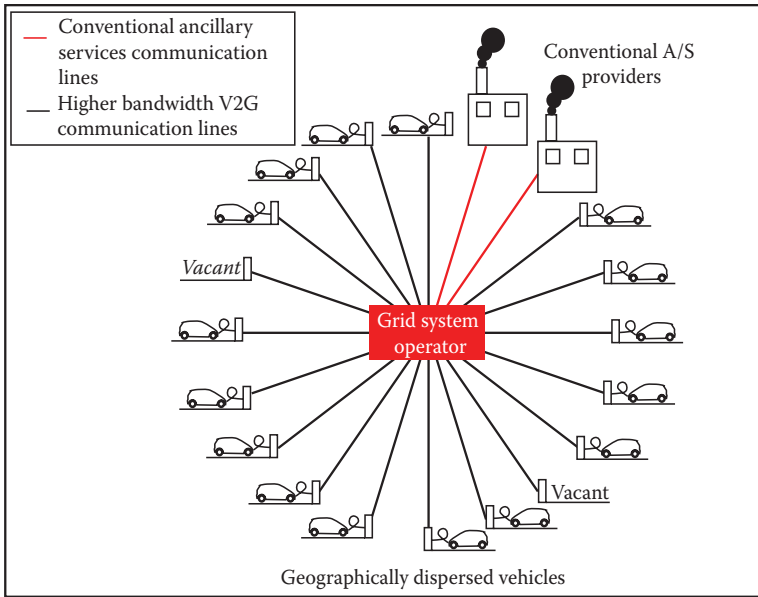 Conventional ancillary
services communication
lines
Higher bandwidth V2G
communication lines
Conventional A/S
providers
Vacant
Grid system
operator
Vacant
Geographically dispersed vehicles